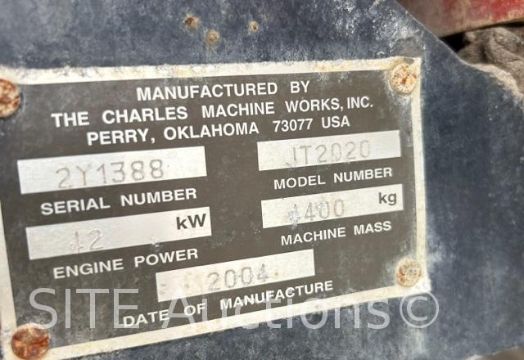 MANUFACTURED BY
THE CHARLES MACHINE WORKS, INC.
PERRY, OKLAHOMA 73077 USA
2Y1388
JT2020
SERIAL NUMBER
MODEL NUMBER
kW
4400 kg
ENGINE POWER
MACHINE MASS
2004
DATE OF MANUFACTURE
SITE Auctions©